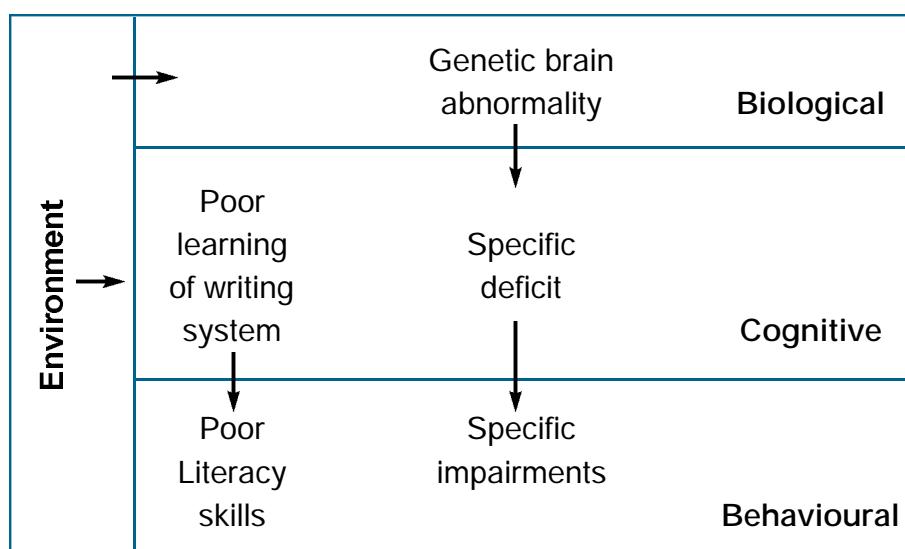 Environment
Genetic brain
abnormality
Biological
Poor
learning
of writing
system
Specific
deficit
Cognitive
Poor
Literacy
skills
Specific
impairments
Behavioural